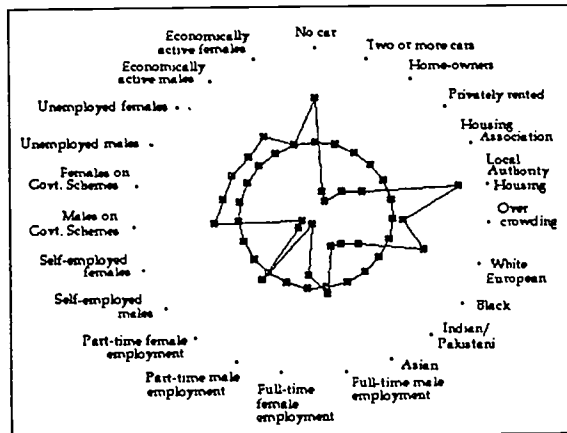 No car
Two or more cars
Home-owners
Privately rented
Housing
Association
Local
Authority
Housing
Over
crowding
White
European
Black
Indian/
Pakistani
Asian
Full-time male
employment
Full-time
female
employment
Part-time male
employment
Part-time female
employment
Self-employed
males
Self-employed
females
Males on
Govt. Schemes
Females on
Govt. Schemes
Unemployed males
Unemployed females
Economically
active males
Economically
active females